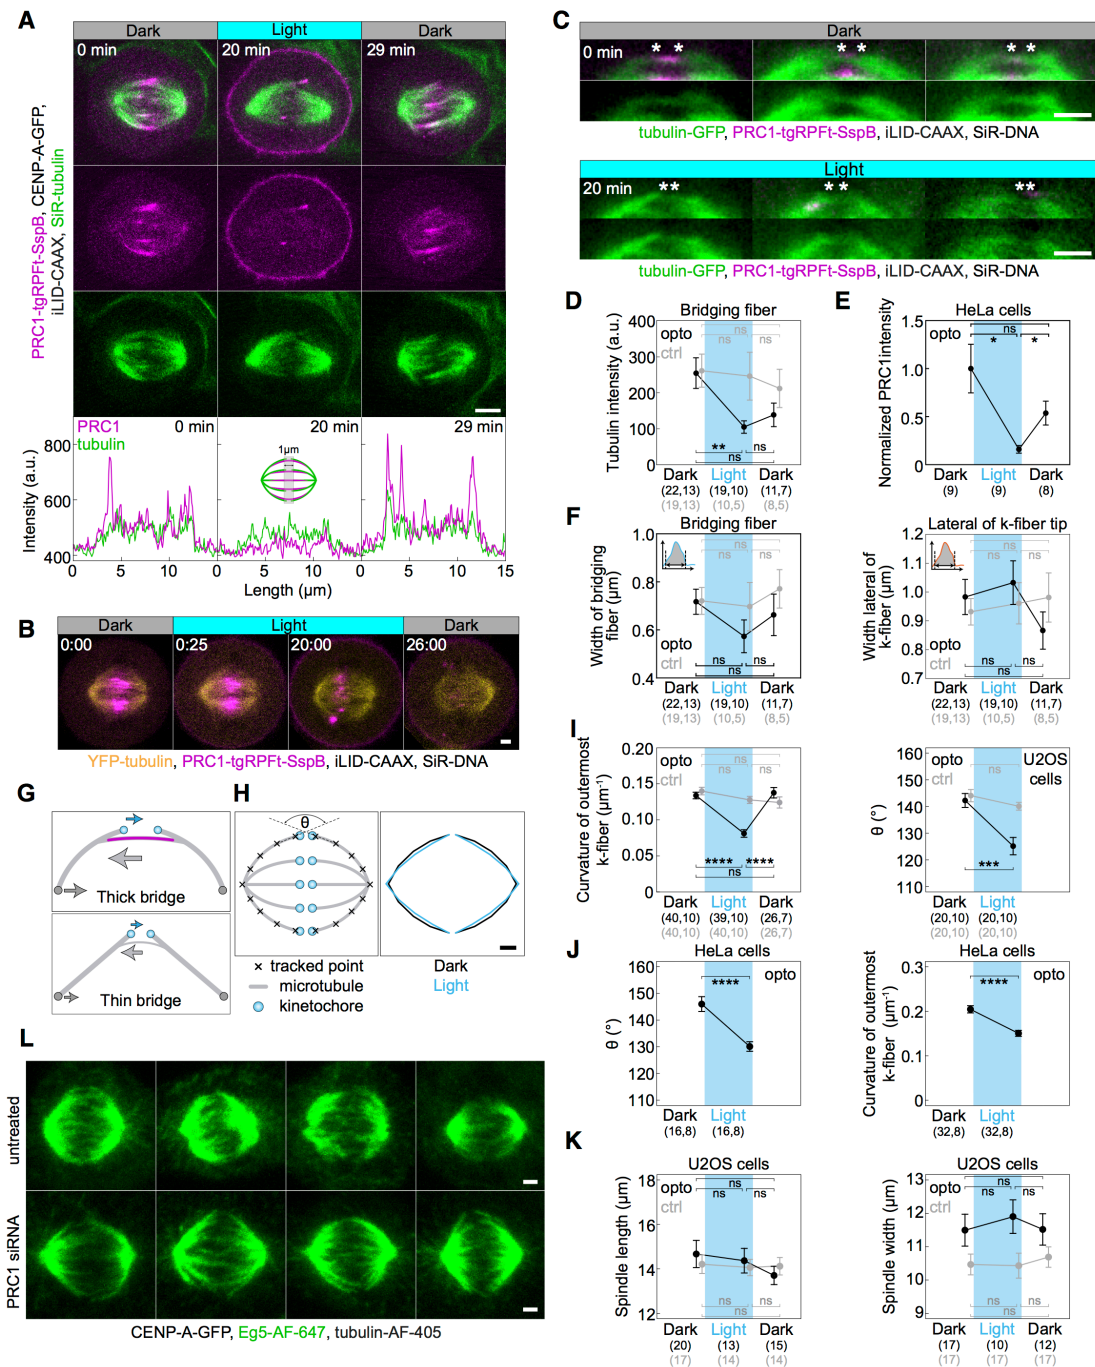 A
Dark
Light
Dark
0 min
20 min
29 min
PRC1-tgRPFt-SspB, CENP-A-GFP,
iLID-CAAX, SiR-tubulin
PRC1
tubulin
0 min
20 min
29 min
1μm
Intensity (a.u.)
800
600
400
0
5
10
0
5
10
0
5
10
15
Length (μm)
B
Dark
Light
Dark
0:00
0:25
20:00
26:00
YFP-tubulin, PRC1-tgRPFt-SspB, iLID-CAAX, SiR-DNA
C
Dark
0 min
* *
* *
* *
tubulin-GFP, PRC1-tgRPFt-SspB, iLID-CAAX, SiR-DNA
Light
20 min
**
* *
**
tubulin-GFP, PRC1-tgRPFt-SspB, iLID-CAAX, SiR-DNA
D
Bridging fiber
Tubulin intensity (a.u.)
400
300
200
100
0
opto
ctrl
ns
ns
ns
**
ns
ns
Dark
Light
Dark
(22,13)
(19,10)
(11,7)
(19,13)
(10,5)
(8,5)
E
HeLa cells
Normalized PRC1 intensity
1.5
1.0
0.5
0
opto
ns
*
*
Dark
Light
Dark
(9)
(9)
(8)
F
Bridging fiber
Width of bridging
fiber (μm)
1.0
0.8
0.6
0.4
ns
ns
ns
opto
ctrl
ns
ns
ns
Dark
Light
Dark
(22,13)
(19,10)
(11,7)
(19,13)
(10,5)
(8,5)
Lateral of k-fiber tip
Width lateral of
k-fiber (μm)
1.2
1.1
1.0
0.9
0.8
0.7
ns
ns
ns
opto
ctrl
ns
ns
ns
Dark
Light
Dark
(22,13)
(19,10)
(11,7)
(19,13)
(10,5)
(8,5)
G
Thick bridge
Thin bridge
H
θ
× tracked point
microtubule
kinetochore
Dark
Light
I
Curvature of outermost
k-fiber (μm⁻¹)
0.20
0.15
0.10
0.05
0
opto
ctrl
ns
ns
ns
****
****
ns
Dark
Light
Dark
(40,10)
(39,10)
(26,7)
(40,10)
(40,10)
(26,7)
θ (°)
160
150
140
130
120
110
opto
ctrl
U2OS
cells
ns
***
Dark
Light
(20,10)
(20,10)
(20,10)
(20,10)
J
HeLa cells
θ (°)
160
150
140
130
120
110
opto
****
Dark
Light
(16,8)
(16,8)
HeLa cells
Curvature of outermost
k-fiber (μm⁻¹)
0.3
0.2
0.1
0
opto
****
Dark
Light
(32,8)
(32,8)
K
U2OS cells
Spindle length (μm)
18
16
14
12
opto
ctrl
ns
ns
ns
ns
ns
ns
Dark
Light
Dark
(20)
(13)
(15)
(17)
(14)
(14)
U2OS cells
Spindle width (μm)
13
12
11
10
9
opto
ctrl
ns
ns
ns
ns
ns
ns
Dark
Light
Dark
(17)
(10)
(12)
(17)
(17)
(17)
L
untreated
PRC1 siRNA
CENP-A-GFP, Eg5-AF-647, tubulin-AF-405